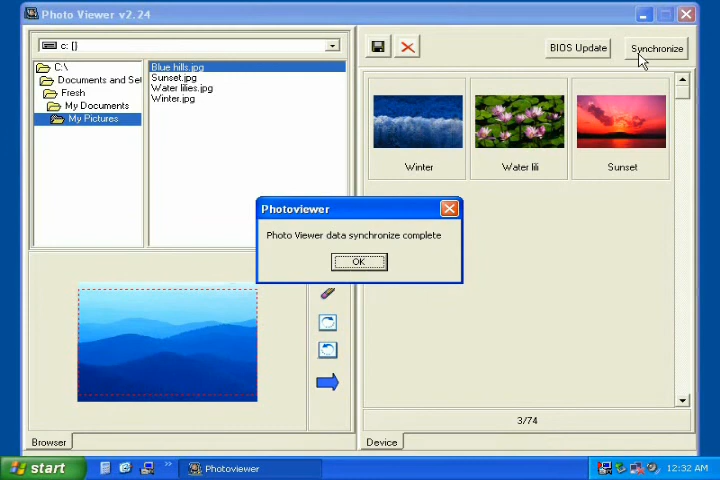 Photo Viewer v2.24
c: []
C:\
Documents and Set
Fresh
My Documents
My Pictures
Blue hills.jpg
Sunset.jpg
Water lilies.jpg
Winter.jpg
BIOS Update
Synchronize
Winter
Water lili
Sunset
Photoviewer
Photo Viewer data synchronize complete
OK
3/74
Browser
Device
start
Photoviewer
12:32 AM